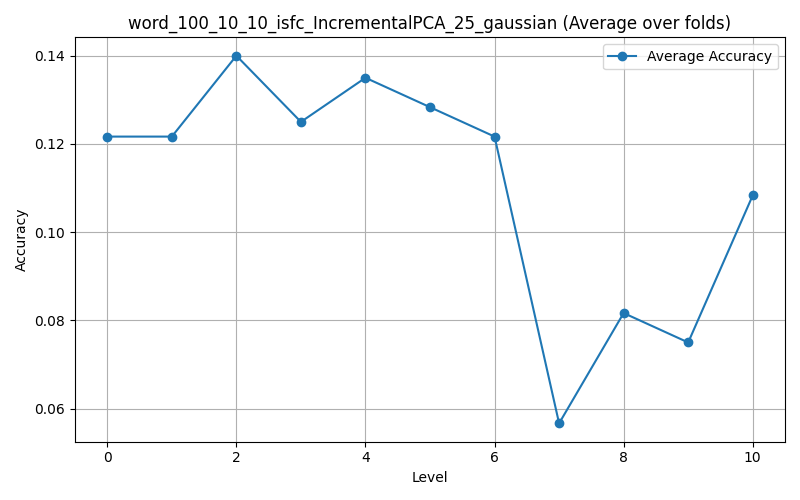 word_100_10_10_isfc_IncrementalPCA_25_gaussian (Average over folds)
Average Accuracy
0.14
0.12
0.10
0.08
0.06
Accuracy
0 2 4 6 8 10
Level